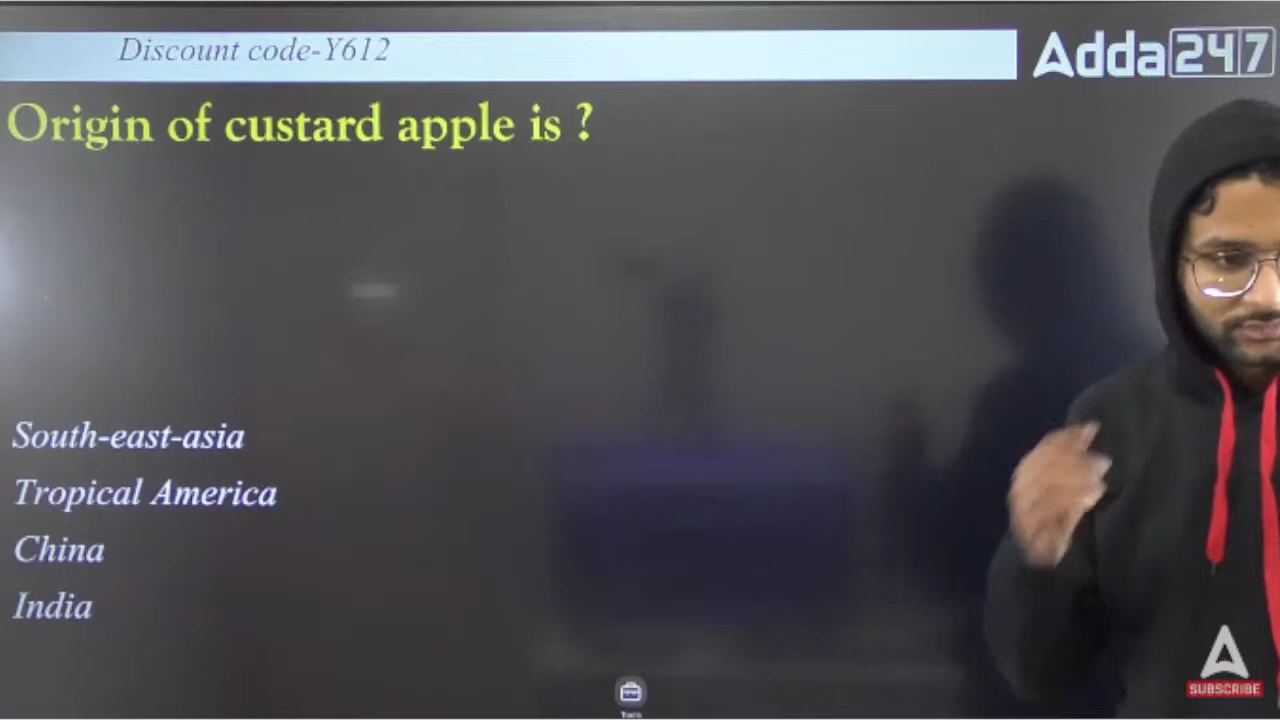 Discount code-Y612
Adda247
Origin of custard apple is ?
South-east-asia
Tropical America
China
India
SUBSCRIBE